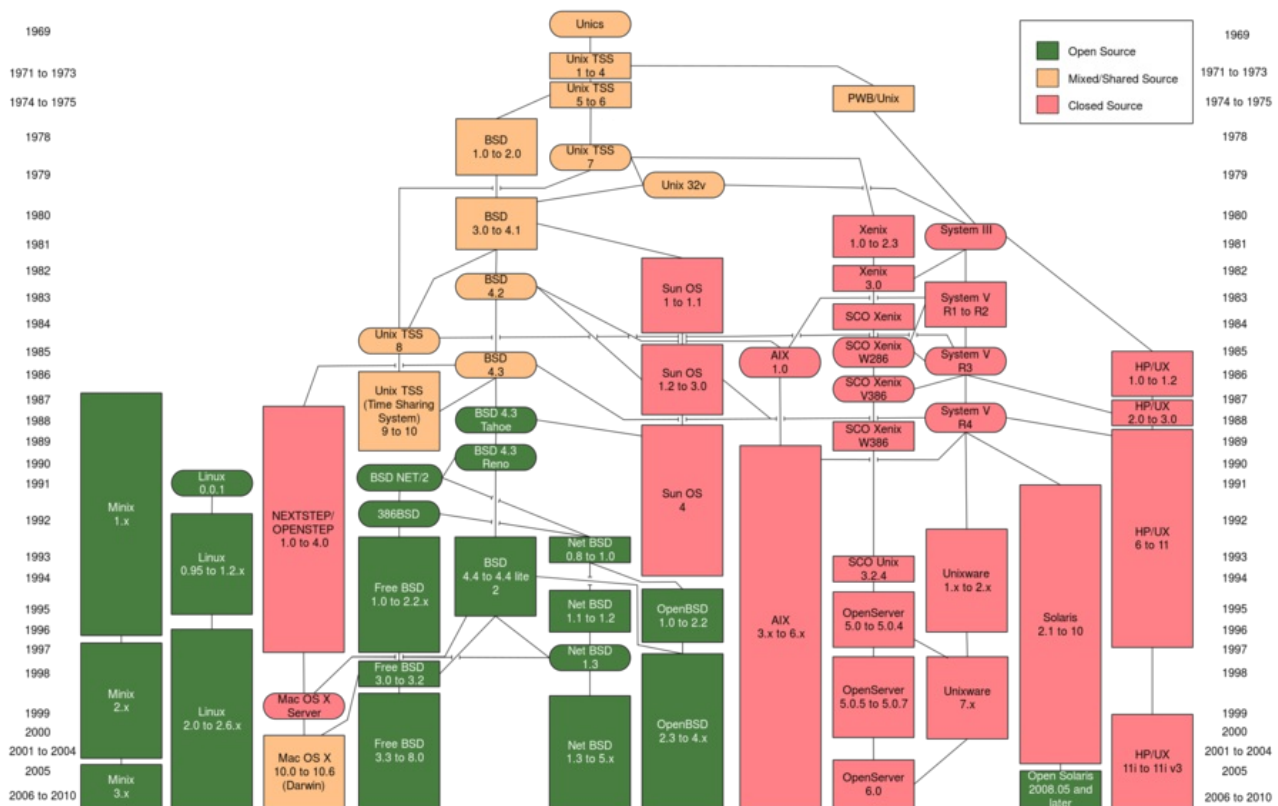 1969
Unics
1969
Open Source
Mixed/Shared Source
Closed Source
1971 to 1973
Unix TSS
1 to 4
1971 to 1973
1974 to 1975
Unix TSS
5 to 6
PWB/Unix
1974 to 1975
1978
BSD
1.0 to 2.0
Unix TSS
7
1978
1979
Unix 32v
1979
1980
BSD
3.0 to 4.1
Xenix
1.0 to 2.3
System III
1980
1981
1981
1982
BSD
4.2
Sun OS
1 to 1.1
Xenix
3.0
1982
1983
System V
R1 to R2
1983
1984
Unix TSS
8
SCO Xenix
1984
1985
BSD
4.3
Sun OS
1.2 to 3.0
AIX
1.0
SCO Xenix
W286
System V
R3
HP/UX
1.0 to 1.2
1985
1986
Unix TSS
(Time Sharing
System)
9 to 10
SCO Xenix
V386
1986
1987
HP/UX
2.0 to 3.0
1987
1988
BSD 4.3
Tahoe
System V
R4
1988
1989
SCO Xenix
W386
1989
1990
BSD 4.3
Reno
1990
1991
Minix
1.x
Linux
0.0.1
BSD NET/2
Sun OS
4
1991
1992
NEXTSTEP/
OPENSTEP
1.0 to 4.0
386BSD
HP/UX
6 to 11
1992
1993
Linux
0.95 to 1.2.x
Net BSD
0.8 to 1.0
SCO Unix
3.2.4
1993
1994
Free BSD
1.0 to 2.2.x
BSD
4.4 to 4.4 lite
2
Unixware
1.x to 2.x
1994
1995
Net BSD
1.1 to 1.2
OpenBSD
1.0 to 2.2
AIX
3.x to 6.x
OpenServer
5.0 to 5.0.4
Solaris
2.1 to 10
1995
1996
1996
1997
Net BSD
1.3
1997
1998
Minix
2.x
Free BSD
3.0 to 3.2
OpenServer
5.0.5 to 5.0.7
Unixware
7.x
1998
1999
Linux
2.0 to 2.6.x
Mac OS X
Server
Free BSD
3.3 to 8.0
OpenBSD
2.3 to 4.x
1999
2000
2000
2001 to 2004
Mac OS X
10.0 to 10.6
(Darwin)
Net BSD
1.3 to 5.x
HP/UX
11i to 11i v3
2001 to 2004
2005
Minix
3.x
OpenServer
6.0
Open Solaris
2008.05 and
later
2005
2006 to 2010
2006 to 2010